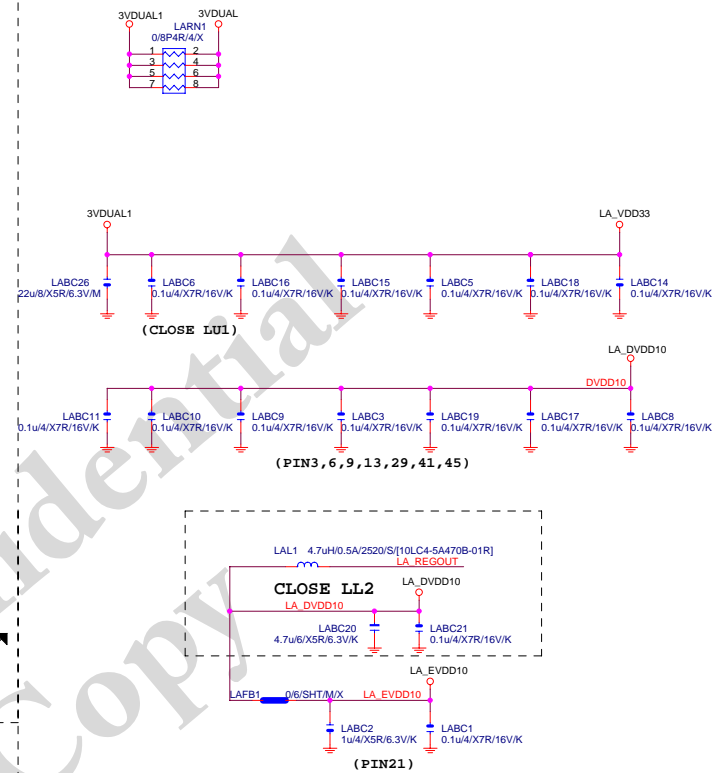 3VDUAL1 3VDUAL
LARN1
0/8P4R/4/X
1 2
3 4
5 6
7 8
3VDUAL1 LA_VDD33
LABC26 LABC6 LABC16 LABC15 LABC5 LABC18 LABC14
22u/8/X5R/6.3V/M 0.1u/4/X7R/16V/K 0.1u/4/X7R/16V/K 0.1u/4/X7R/16V/K 0.1u/4/X7R/16V/K 0.1u/4/X7R/16V/K 0.1u/4/X7R/16V/K
(CLOSE LU1)
LA_DVDD10
DVDD10
LABC11 LABC10 LABC9 LABC3 LABC19 LABC17 LABC8
0.1u/4/X7R/16V/K 0.1u/4/X7R/16V/K 0.1u/4/X7R/16V/K 0.1u/4/X7R/16V/K 0.1u/4/X7R/16V/K 0.1u/4/X7R/16V/K 0.1u/4/X7R/16V/K
(PIN3,6,9,13,29,41,45)
LAL1 4.7uH/0.5A/2520/S/[10LC4-5A470B-01R]
LA_REGOUT
CLOSE LL2 LA_DVDD10
LA_DVDD10
LABC20 LABC21
4.7u/6/X5R/6.3V/K 0.1u/4/X7R/16V/K
LA_EVDD10
LAFB1 0/6/SHT/M/X LA_EVDD10
LABC2 LABC1
1u/4/X5R/6.3V/K 0.1u/4/X7R/16V/K
(PIN21)
fidential
Copy